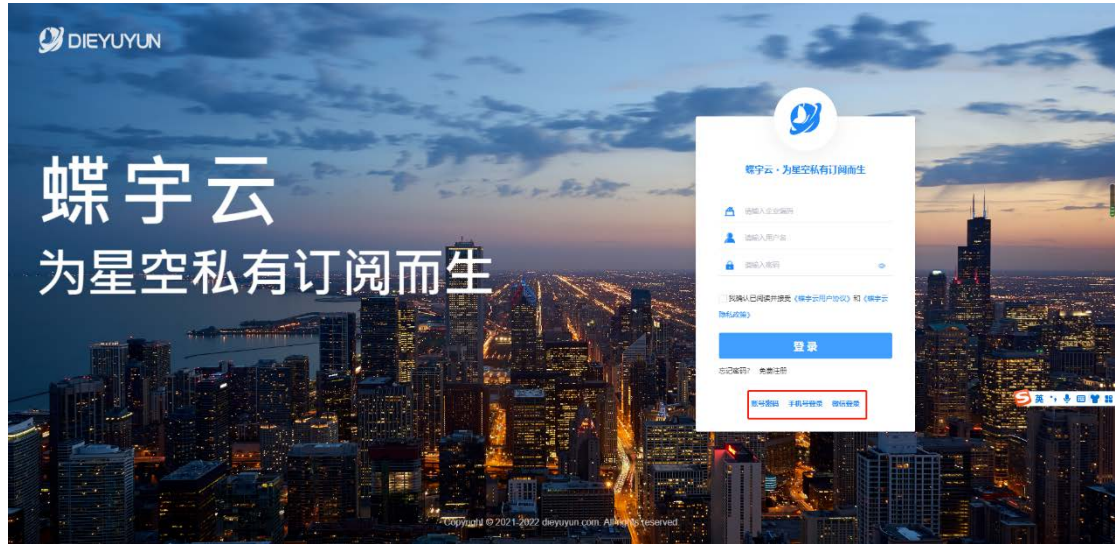 DIEYUYUN
蝶宇云
为星空私有订阅而生
蝶宇云·为星空私有订阅而生
请输入企业编码
请输入用户名
请输入密码
我确认已阅读并接受《蝶宇云用户协议》和《蝶宇云
隐私政策》
登录
忘记密码? 免费注册
账号密码 手机号登录 微信登录
英
Copyright © 2021-2022 dieyuyun.com. All rights reserved.